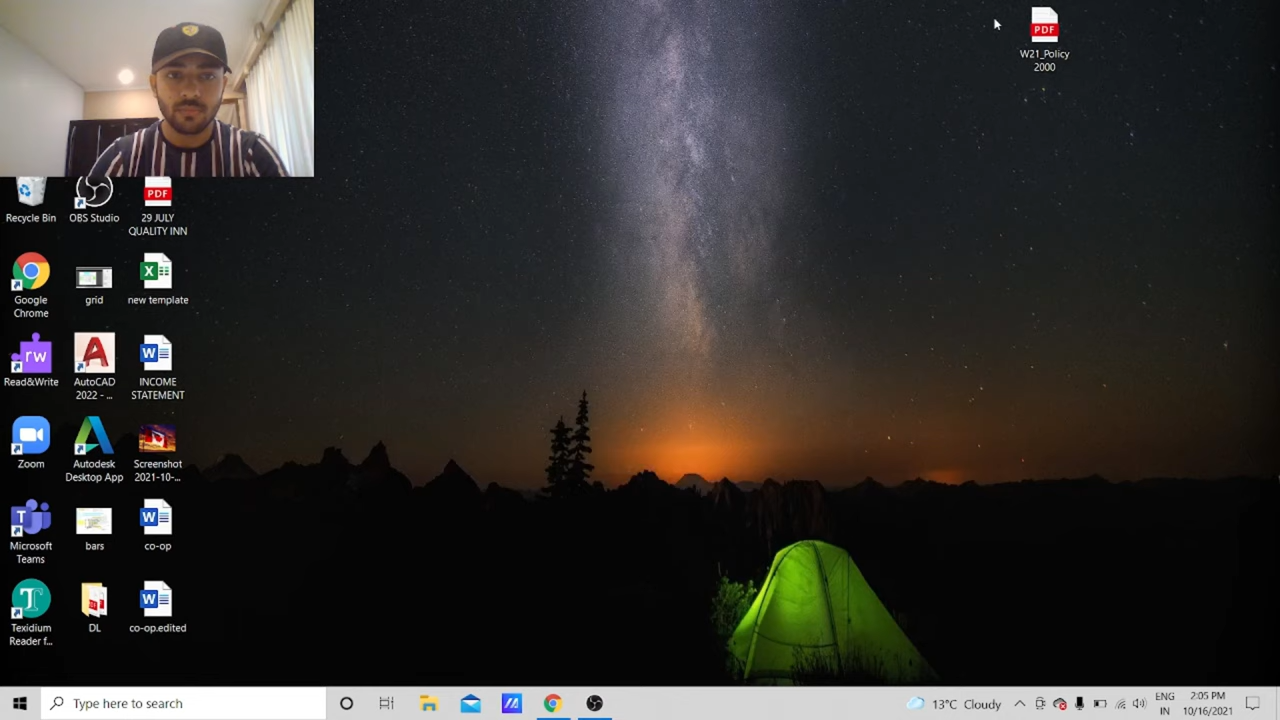 PDF
W21_Policy
2000
Recycle Bin
OBS Studio
PDF
29 JULY
QUALITY INN
Google
Chrome
grid
X
new template
rw
Read&Write
A
AutoCAD
2022 - ...
W
INCOME
STATEMENT
Zoom
Autodesk
Desktop App
Screenshot
2021-10-...
T
Microsoft
Teams
bars
W
co-op
T
Texidium
Reader f...
DL
W
co-op.edited
Type here to search
13°C Cloudy
ENG
IN
2:05 PM
10/16/2021